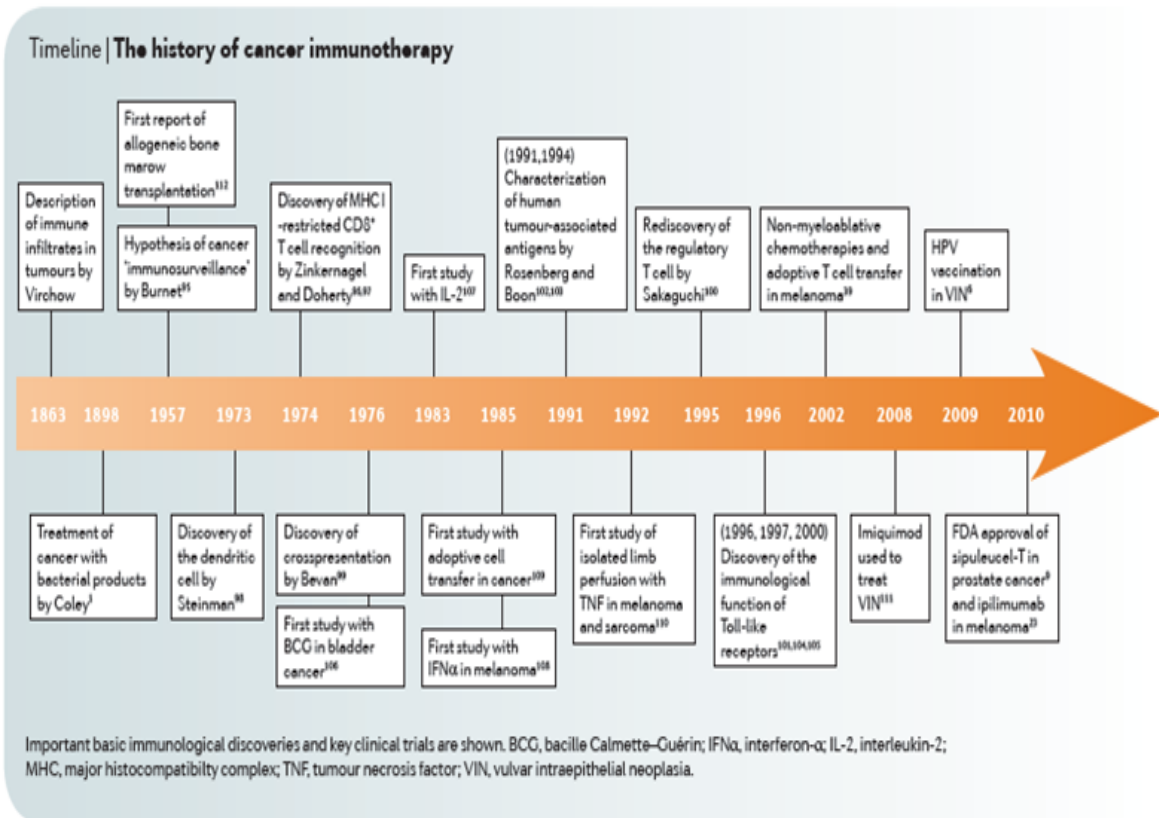 Timeline | The history of cancer immunotherapy
First report of
allogeneic bone
marow
transplantation¹¹²
Description
of immune
infiltrates in
tumours by
Virchow
Hypothesis of cancer
'immunosurveillance'
by Burnet⁹⁵
Discovery of MHC I
-restricted CD8⁺
T cell recognition
by Zinkernagel
and Doherty⁹⁶,⁹⁷
First study
with IL-2¹⁰⁷
(1991,1994)
Characterization
of human
tumour-associated
antigens by
Rosenberg and
Boon¹⁰²,¹⁰³
Rediscovery of
the regulatory
T cell by
Sakaguchi¹⁰⁰
Non-myeloablative
chemotherapies and
adoptive T cell transfer
in melanoma³⁹
HPV
vaccination
in VIN⁶
1863 1898 1957 1973 1974 1976 1983 1985 1991 1992 1995 1996 2002 2008 2009 2010
Treatment of
cancer with
bacterial products
by Coley¹
Discovery of
the dendritic
cell by
Steinman⁹⁸
Discovery of
crosspresentation
by Bevan⁹⁹
First study with
BCG in bladder
cancer¹⁰⁶
First study with
adoptive cell
transfer in cancer¹⁰⁹
First study with
IFNα in melanoma¹⁰⁸
First study of
isolated limb
perfusion with
TNF in melanoma
and sarcoma¹¹⁰
(1996, 1997, 2000)
Discovery of the
immunological
function of
Toll-like
receptors¹⁰¹,¹⁰⁴,¹⁰⁵
Imiquimod
used to
treat
VIN¹¹¹
FDA approval of
sipuleucel-T in
prostate cancer⁹
and ipilimumab
in melanoma²³
Important basic immunological discoveries and key clinical trials are shown. BCG, bacille Calmette–Guérin; IFNα, interferon-α; IL-2, interleukin-2;
MHC, major histocompatibilty complex; TNF, tumour necrosis factor; VIN, vulvar intraepithelial neoplasia.